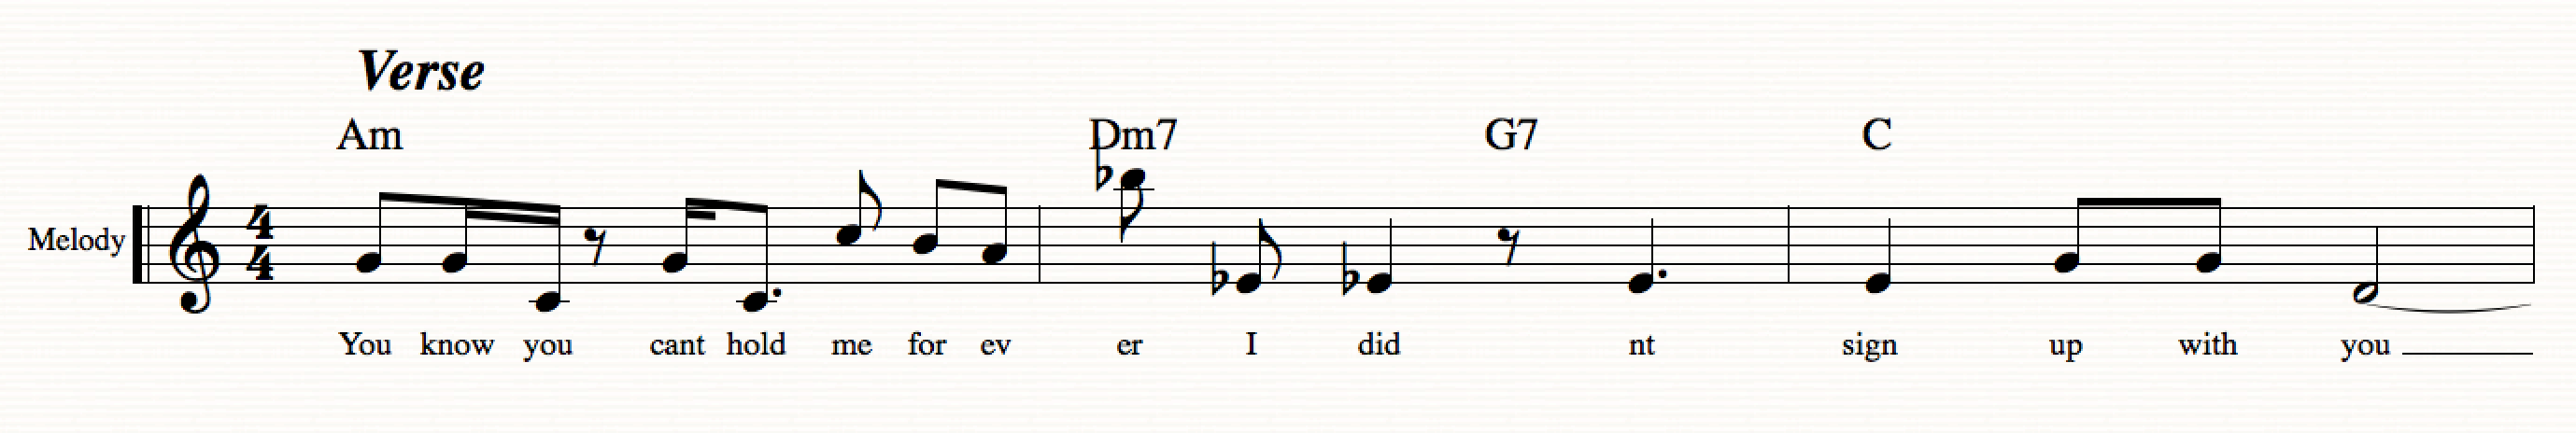 Verse
Am Dm7 G7 C
4
4
Melody
You know you cant hold me for ev er I did nt sign up with you